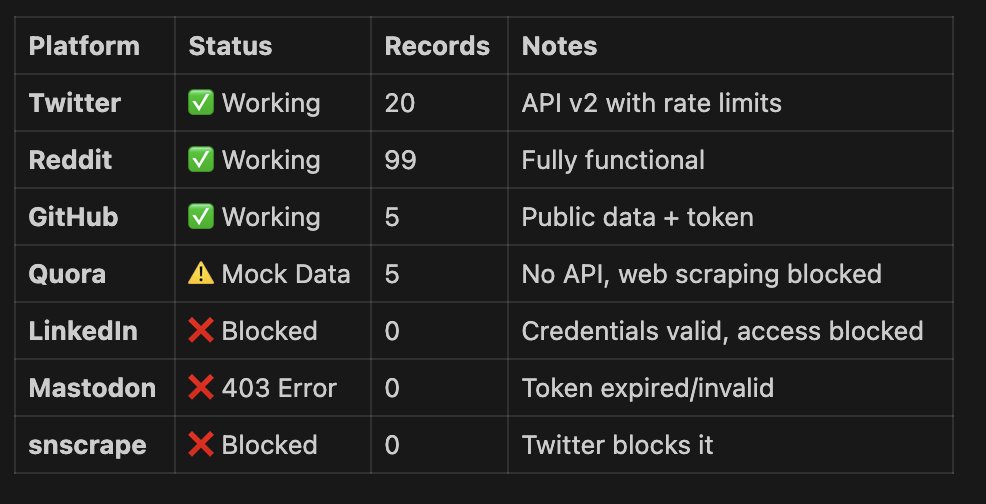 Platform Status Records Notes
Twitter ✅ Working 20 API v2 with rate limits
Reddit ✅ Working 99 Fully functional
GitHub ✅ Working 5 Public data + token
Quora ⚠️ Mock Data 5 No API, web scraping blocked
LinkedIn ❌ Blocked 0 Credentials valid, access blocked
Mastodon ❌ 403 Error 0 Token expired/invalid
snscrape ❌ Blocked 0 Twitter blocks it